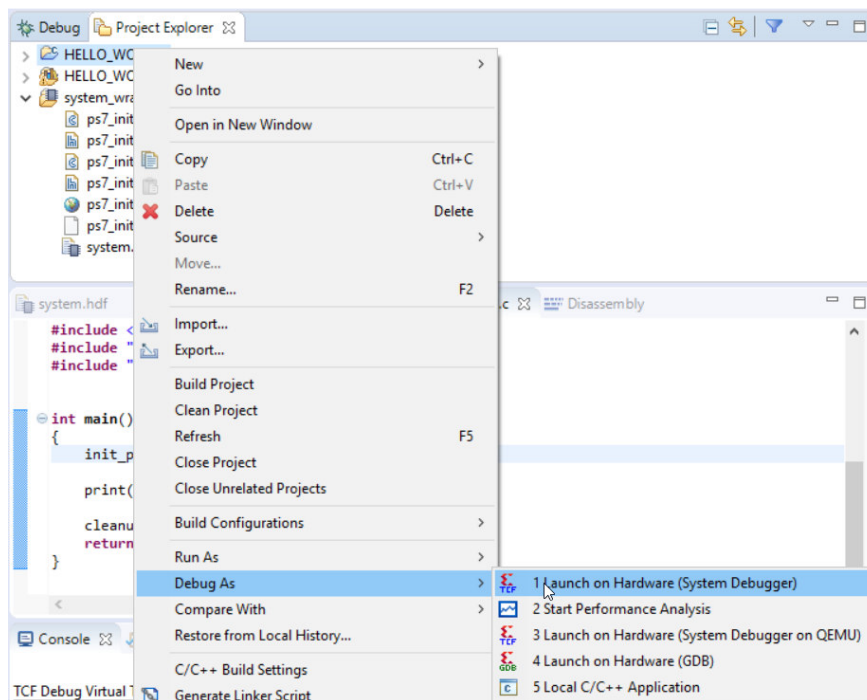 Debug Project Explorer
HELLO_WO
HELLO_WO
system_wra
ps7_init
ps7_init
ps7_init
ps7_init
ps7_init
ps7_init
system.
New
Go Into
Open in New Window
Copy Ctrl+C
Paste Ctrl+V
Delete Delete
Source
Move...
Rename... F2
Import...
Export...
Build Project
Clean Project
Refresh F5
Close Project
Close Unrelated Projects
Build Configurations
Run As
Debug As
Compare With
Restore from Local History...
C/C++ Build Settings
Generate Linker Script
1 Launch on Hardware (System Debugger)
2 Start Performance Analysis
3 Launch on Hardware (System Debugger on QEMU)
4 Launch on Hardware (GDB)
5 Local C/C++ Application
system.hdf .c Disassembly
#include <
#include "
#include "
int main()
{
init_p
print(
cleanu
return
}
Console
TCF Debug Virtual T